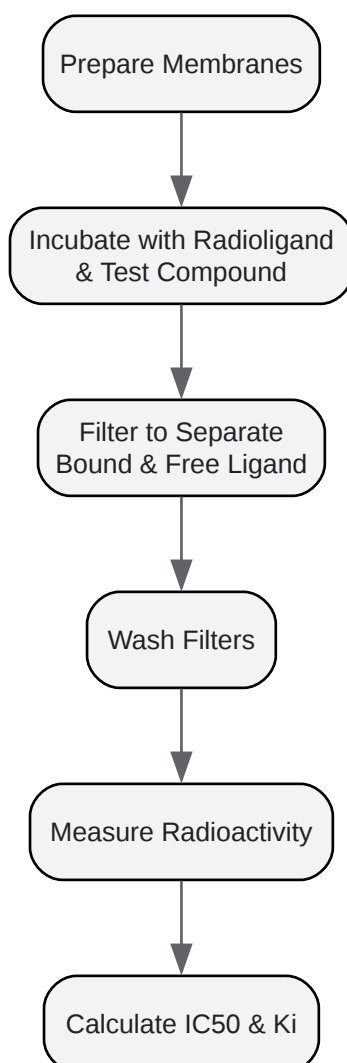 Prepare Membranes
Incubate with Radioligand
& Test Compound
Filter to Separate
Bound & Free Ligand
Wash Filters
Measure Radioactivity
Calculate IC50 & Ki